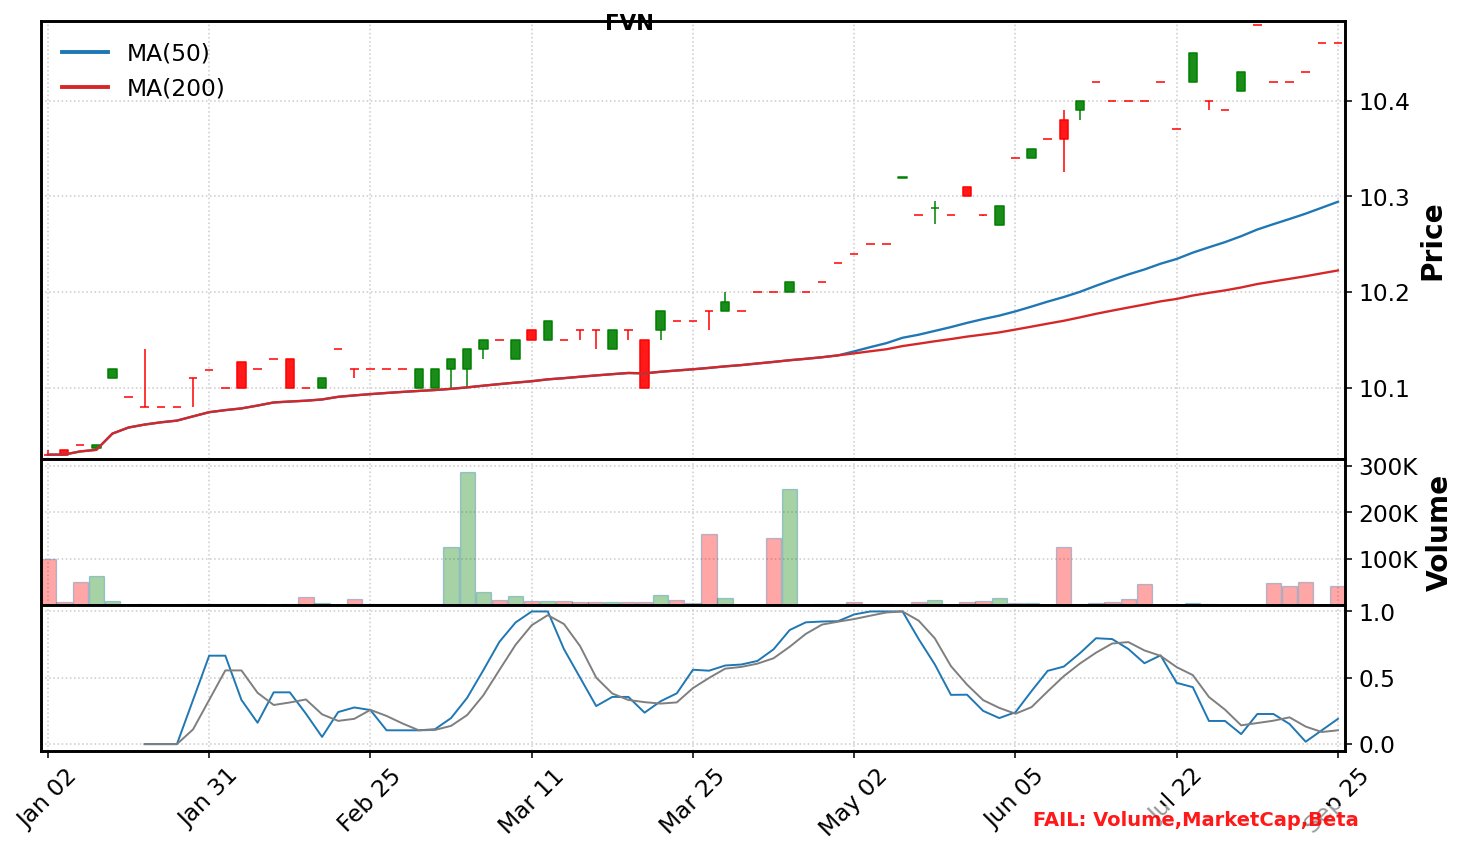 FVN
MA(50)
MA(200)
10.4
10.3
10.2
10.1
Price
300K
200K
100K
Volume
1.0
0.5
0.0
Jan 02
Jan 31
Feb 25
Mar 11
Mar 25
May 02
Jun 05
Jul 22
Sep 25
FAIL: Volume,MarketCap,Beta